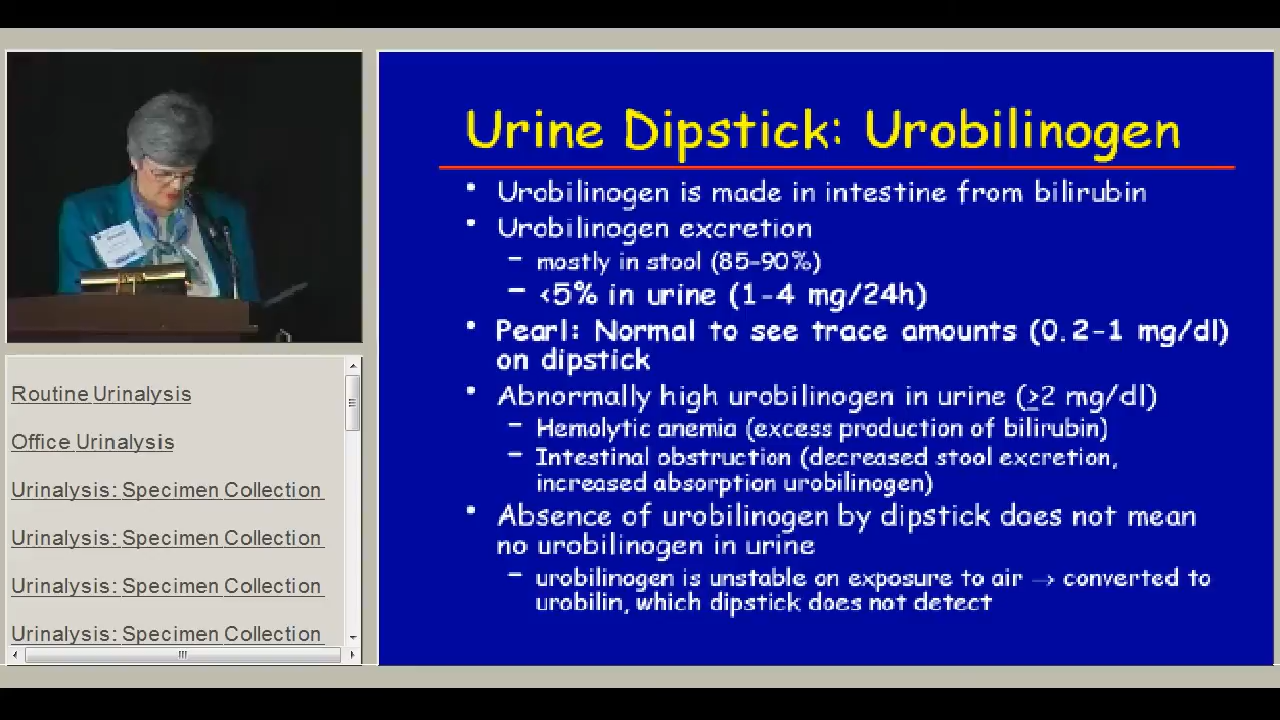 Urine Dipstick: Urobilinogen
• Urobilinogen is made in intestine from bilirubin
• Urobilinogen excretion
– mostly in stool (85-90%)
– <5% in urine (1-4 mg/24h)
• Pearl: Normal to see trace amounts (0.2-1 mg/dl)
on dipstick
• Abnormally high urobilinogen in urine (≥2 mg/dl)
– Hemolytic anemia (excess production of bilirubin)
– Intestinal obstruction (decreased stool excretion,
increased absorption urobilinogen)
• Absence of urobilinogen by dipstick does not mean
no urobilinogen in urine
– urobilinogen is unstable on exposure to air → converted to
urobilin, which dipstick does not detect
Routine Urinalysis
Office Urinalysis
Urinalysis: Specimen Collection
Urinalysis: Specimen Collection
Urinalysis: Specimen Collection
Urinalysis: Specimen Collection